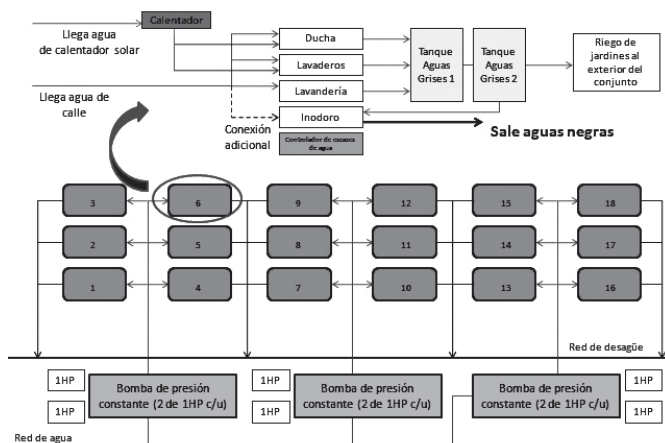 Llega agua
de calentador solar
Calentador
Ducha
Lavaderos
Lavandería
Inodoro
Controlador de escases
de agua
Tanque
Aguas
Grises 1
Tanque
Aguas
Grises 2
Riego de
jardines al
exterior del
conjunto
Llega agua de
calle
Conexión
adicional
Sale aguas negras
3
6
9
12
15
18
2
5
8
11
14
17
1
4
7
10
13
16
Red de desagüe
1HP
1HP
Bomba de presión
constante (2 de 1HP c/u)
1HP
1HP
Bomba de presión
constante (2 de 1HP c/u)
Bomba de presión
constante (2 de 1HP c/u)
1HP
1HP
Red de agua